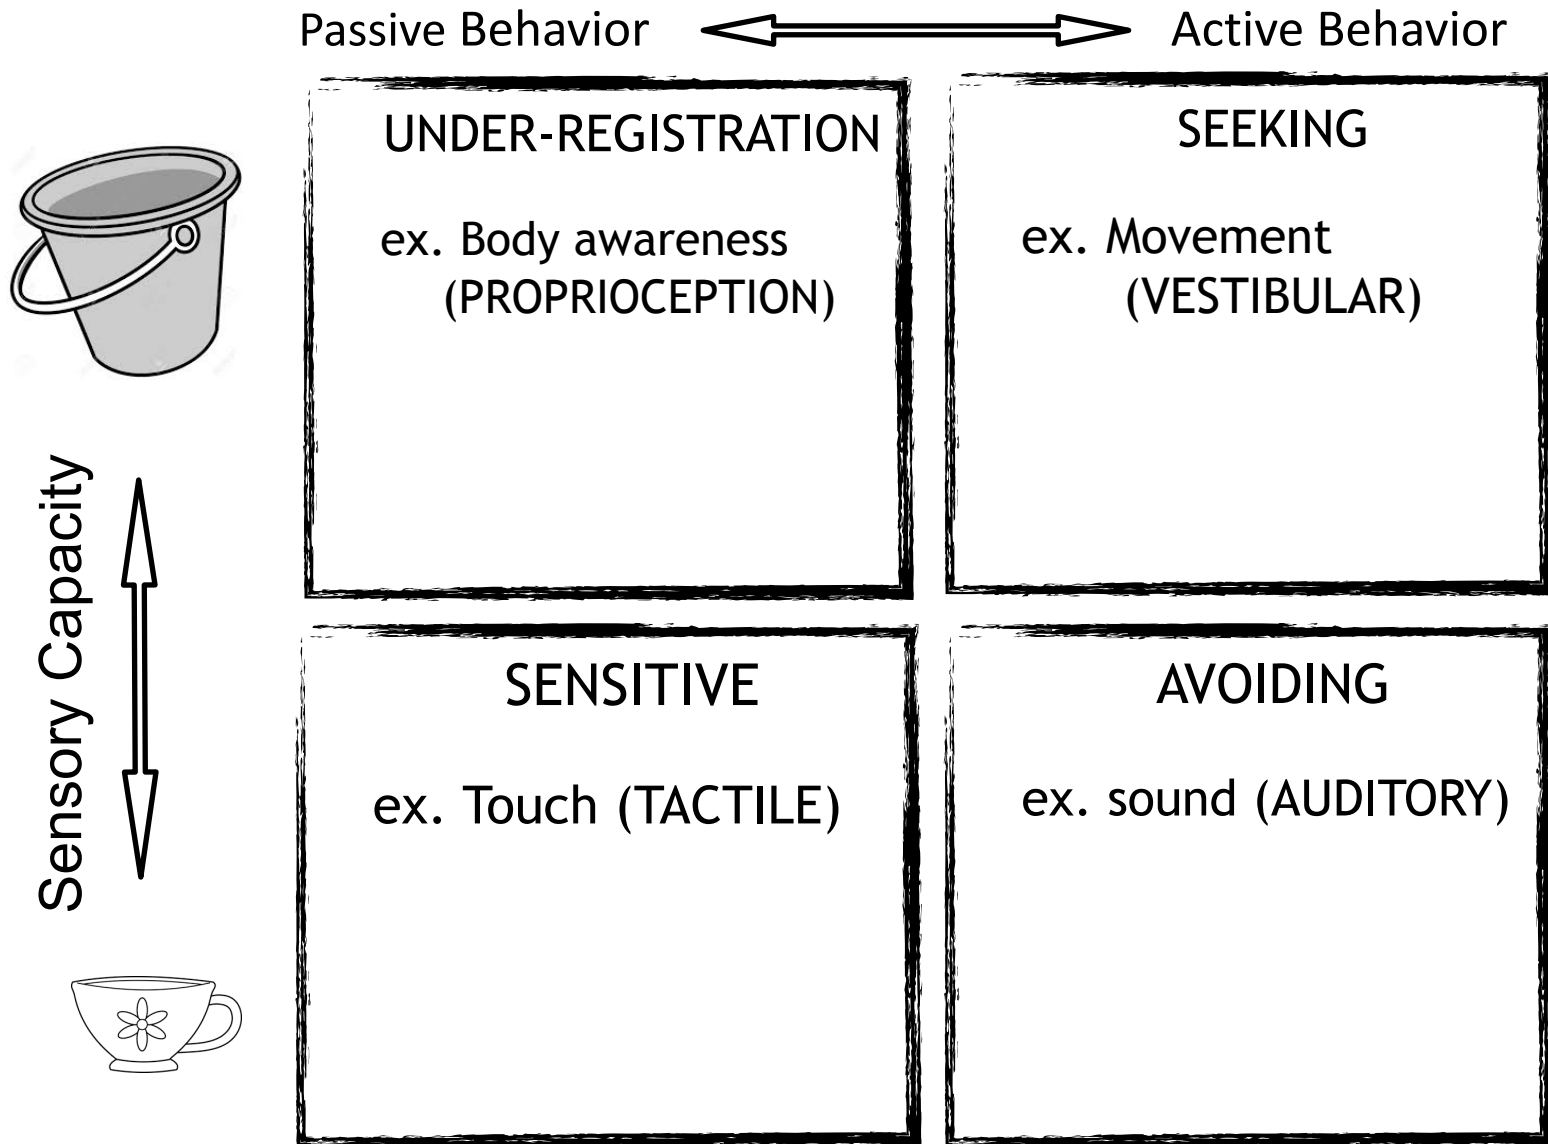 Passive Behavior
Active Behavior
UNDER-REGISTRATION
ex. Body awareness
(PROPRIOCEPTION)
SEEKING
ex. Movement
(VESTIBULAR)
Sensory Capacity
SENSITIVE
ex. Touch (TACTILE)
AVOIDING
ex. sound (AUDITORY)